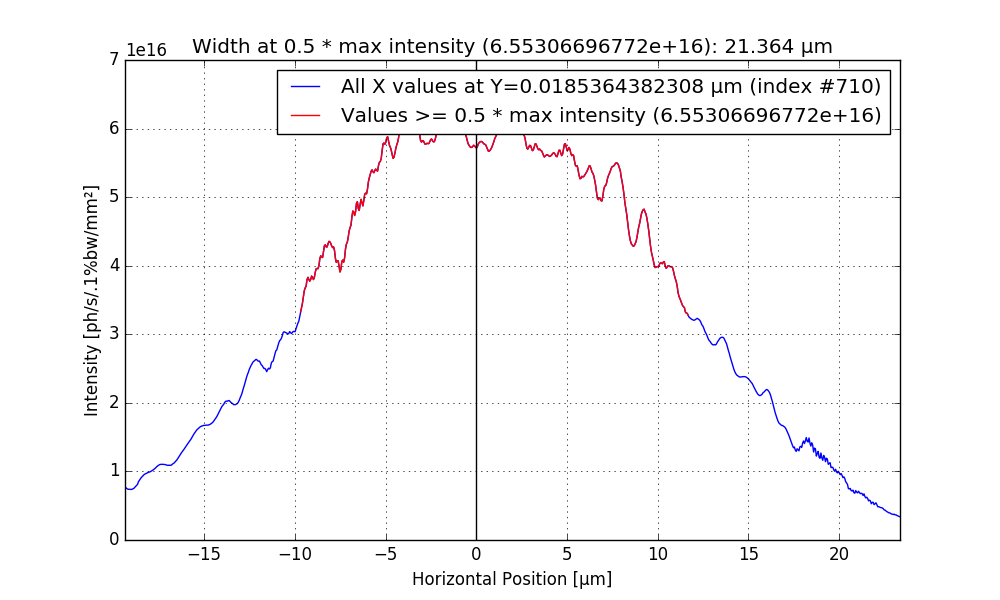 Width at 0.5 * max intensity (6.55306696772e+16): 21.364 µm
1e16
All X values at Y=0.0185364382308 µm (index #710)
Values >= 0.5 * max intensity (6.55306696772e+16)
7
6
5
4
3
2
1
0
Intensity [ph/s/.1%bw/mm²]
−15 −10 −5 0 5 10 15 20
Horizontal Position [µm]